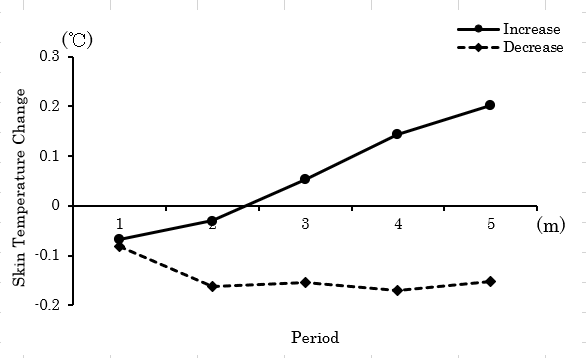 Increase
Decrease
(℃)
0.3
0.2
0.1
0
-0.1
-0.2
Skin Temperature Change
1 2 3 4 5 (m)
Period